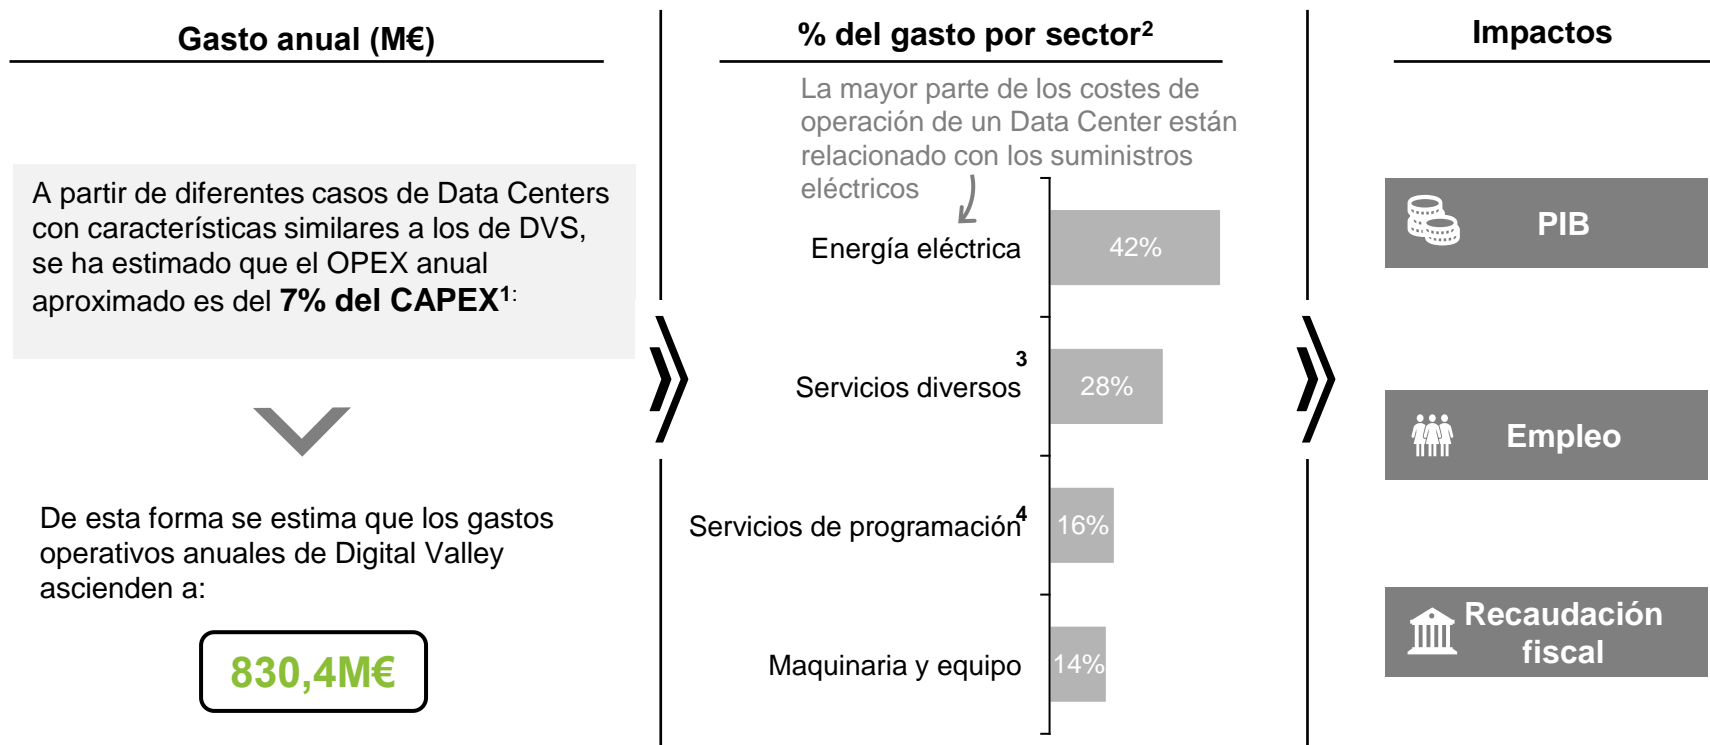 Gasto anual (M€)
A partir de diferentes casos de Data Centers
con características similares a los de DVS,
se ha estimado que el OPEX anual
aproximado es del 7% del CAPEX1:
De esta forma se estima que los gastos
operativos anuales de Digital Valley
ascienden a:
830,4M€
% del gasto por sector2
La mayor parte de los costes de
operación de un Data Center están
relacionado con los suministros
eléctricos
Energía eléctrica
42%
Servicios diversos3
28%
Servicios de programación4
16%
Maquinaria y equipo
14%
Impactos
PIB
Empleo
Recaudación
fiscal